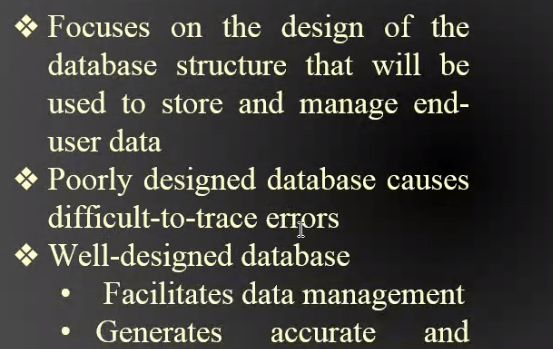 ❖ Focuses on the design of the
database structure that will be
used to store and manage end-
user data
❖ Poorly designed database causes
difficult-to-trace errors
❖ Well-designed database
• Facilitates data management
• Generates accurate and